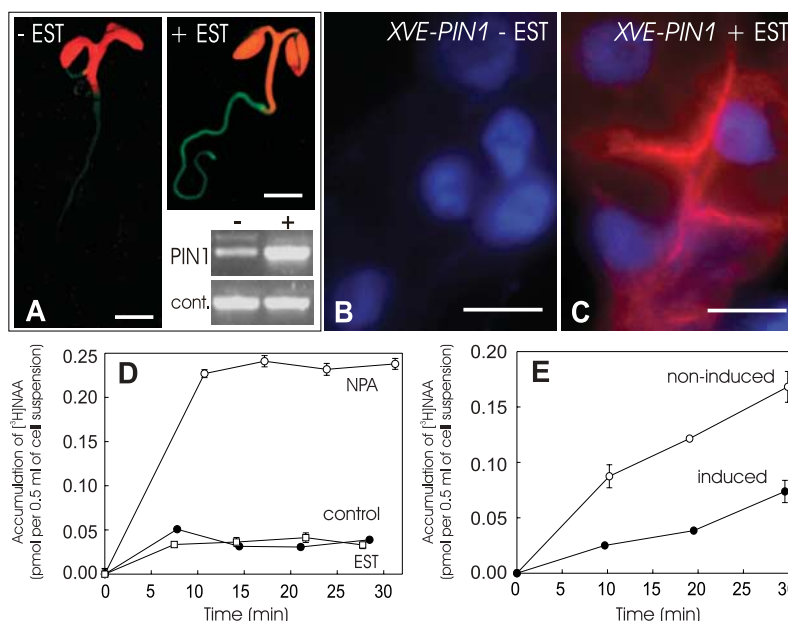 - EST
+ EST
- +
PIN1
cont.
A
XVE-PIN1 - EST
B
XVE-PIN1 + EST
C
D
Accumulation of [³H]NAA
(pmol per 0.5 ml of cell suspension)
0.25
0.20
0.15
0.10
0.05
0.00
NPA
control
EST
0 5 10 15 20 25 30
Time (min)
E
Accumulation of [³H]NAA
(pmol per 0.5 ml of cell suspension)
0.20
0.15
0.10
0.05
0.00
non-induced
induced
0 5 10 15 20 25 30
Time (min)